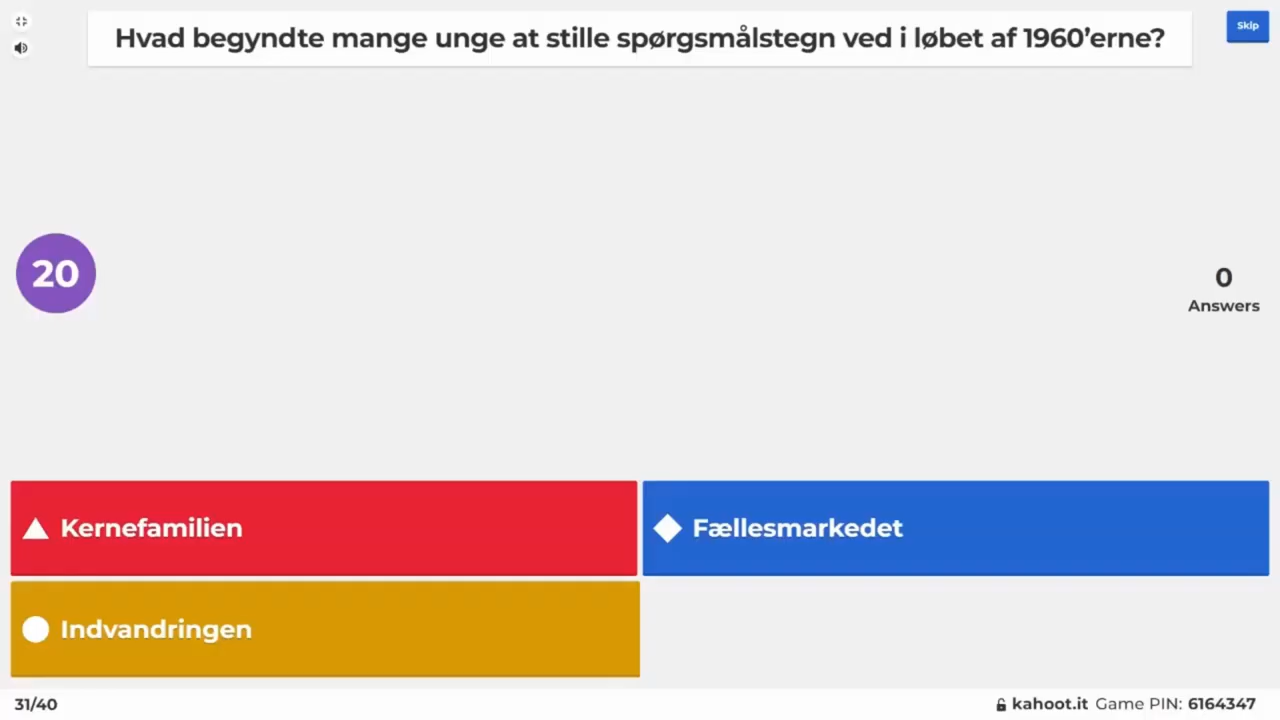 Hvad begyndte mange unge at stille spørgsmålstegn ved i løbet af 1960’erne?
Skip
20
0
Answers
Kernefamilien
Fællesmarkedet
Indvandringen
31/40
kahoot.it Game PIN: 6164347